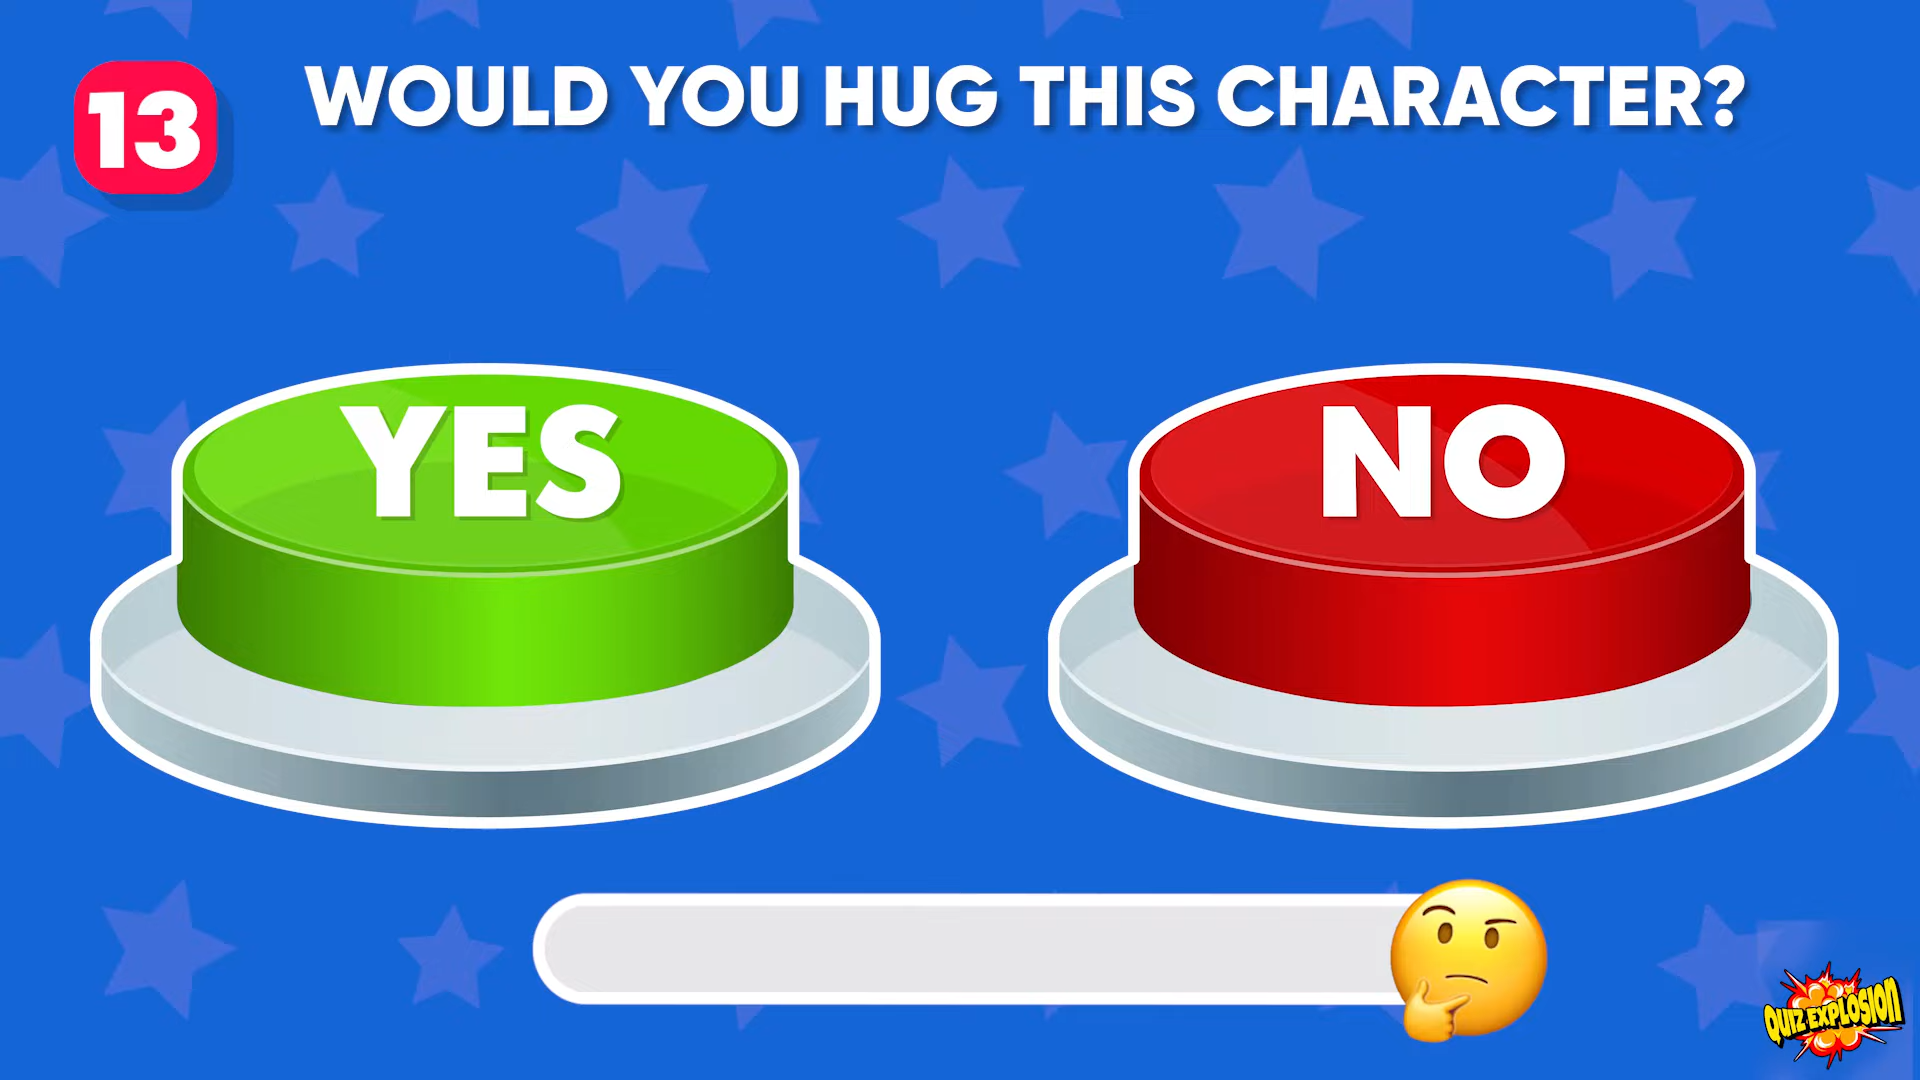 13
WOULD YOU HUG THIS CHARACTER?
YES
NO
QUIZ EXPLOSION